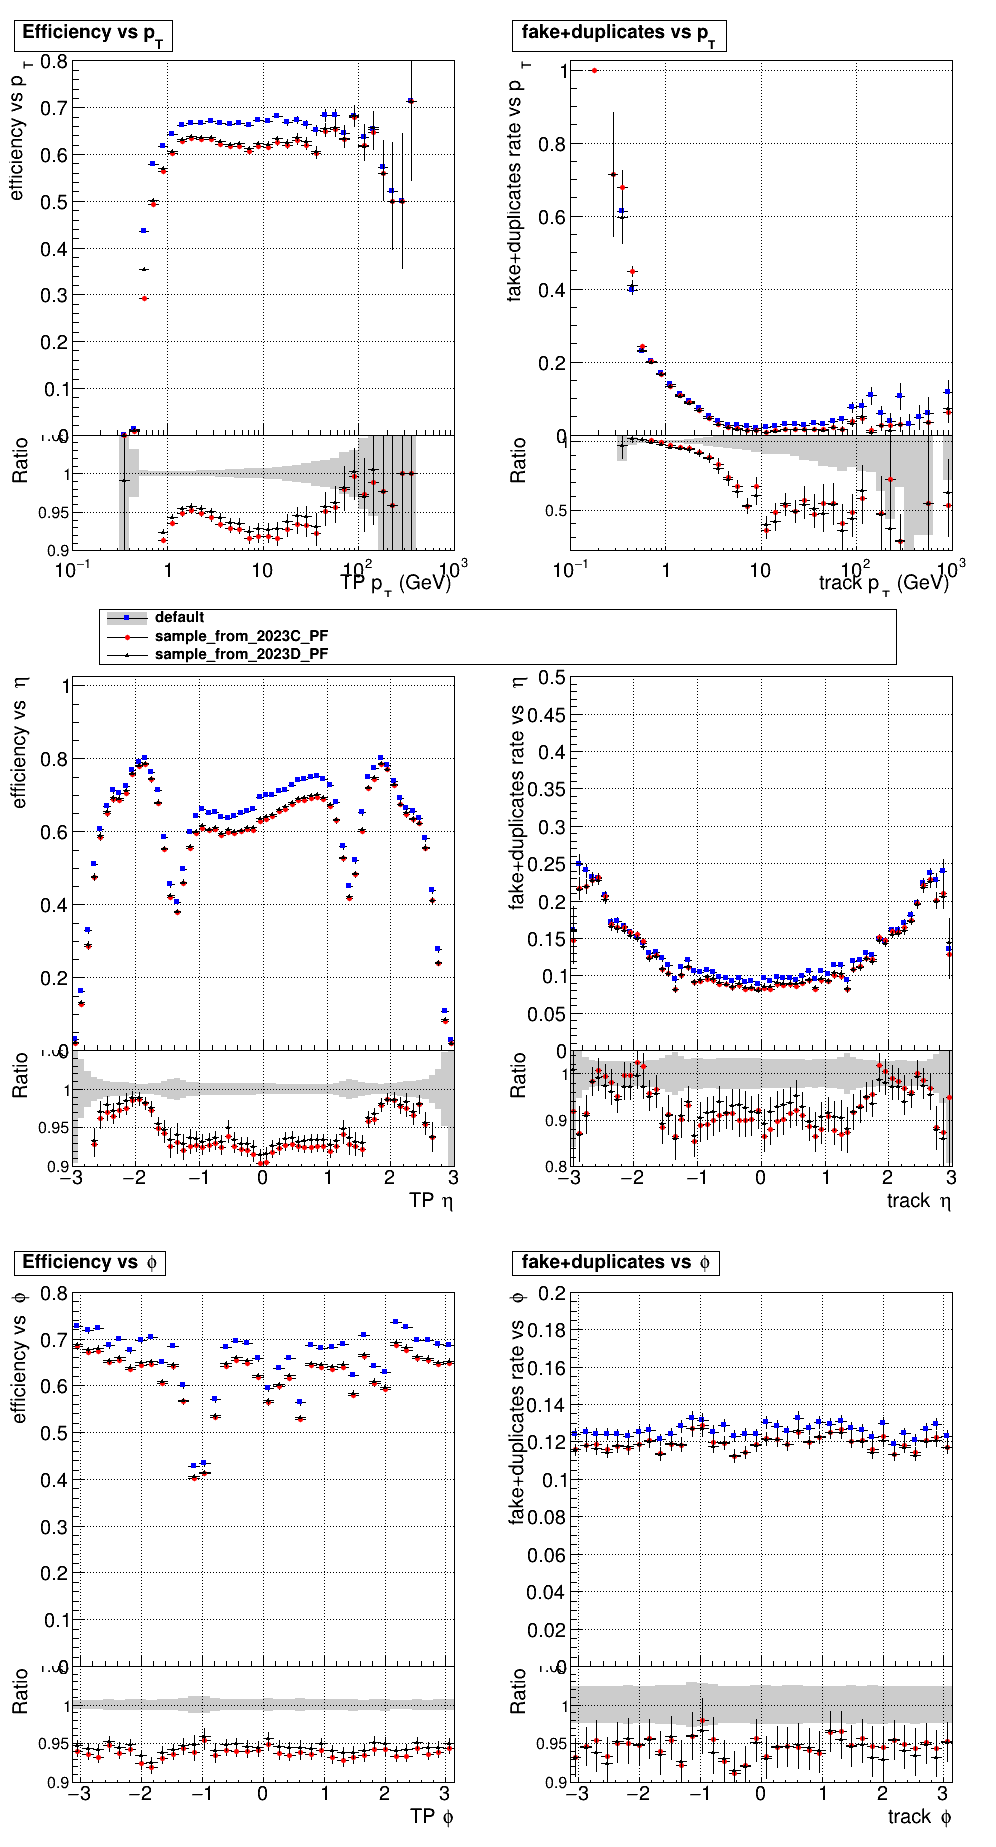 Efficiency vs p_T
fake+duplicates vs p_T
efficiency vs p_T
0.8
0.7
0.6
0.5
0.4
0.3
0.2
0.1
0
Ratio
1
0.95
0.9
10⁻¹ 1 10 10² 10³
TP p_T (GeV)
fake+duplicates rate vs p_T
1
0.8
0.6
0.4
0.2
0
Ratio
1
0.5
10⁻¹ 1 10 10² 10³
track p_T (GeV)
default
sample_from_2023C_PF
sample_from_2023D_PF
efficiency vs η
1
0.8
0.6
0.4
0.2
0
Ratio
1
0.95
0.9
−3 −2 −1 0 1 2 3
TP η
fake+duplicates rate vs η
0.5
0.45
0.4
0.35
0.3
0.25
0.2
0.15
0.1
0.05
0
Ratio
1
0.9
0.8
−3 −2 −1 0 1 2 3
track η
Efficiency vs ϕ
fake+duplicates vs ϕ
efficiency vs ϕ
0.8
0.7
0.6
0.5
0.4
0.3
0.2
0.1
0
Ratio
1
0.95
0.9
−3 −2 −1 0 1 2 3
TP ϕ
fake+duplicates rate vs ϕ
0.2
0.18
0.16
0.14
0.12
0.1
0.08
0.06
0.04
0.02
0
Ratio
1
0.95
0.9
−3 −2 −1 0 1 2 3
track ϕ